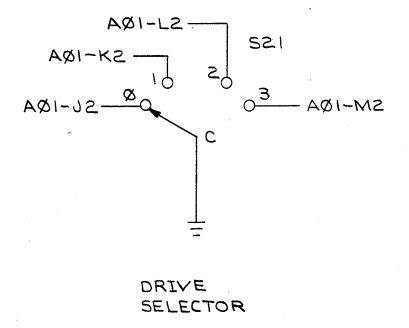 AØ1-L2
S21
AØ1-K2
1
2
AØ1-J2
Ø
3
AØ1-M2
C
DRIVE
SELECTOR